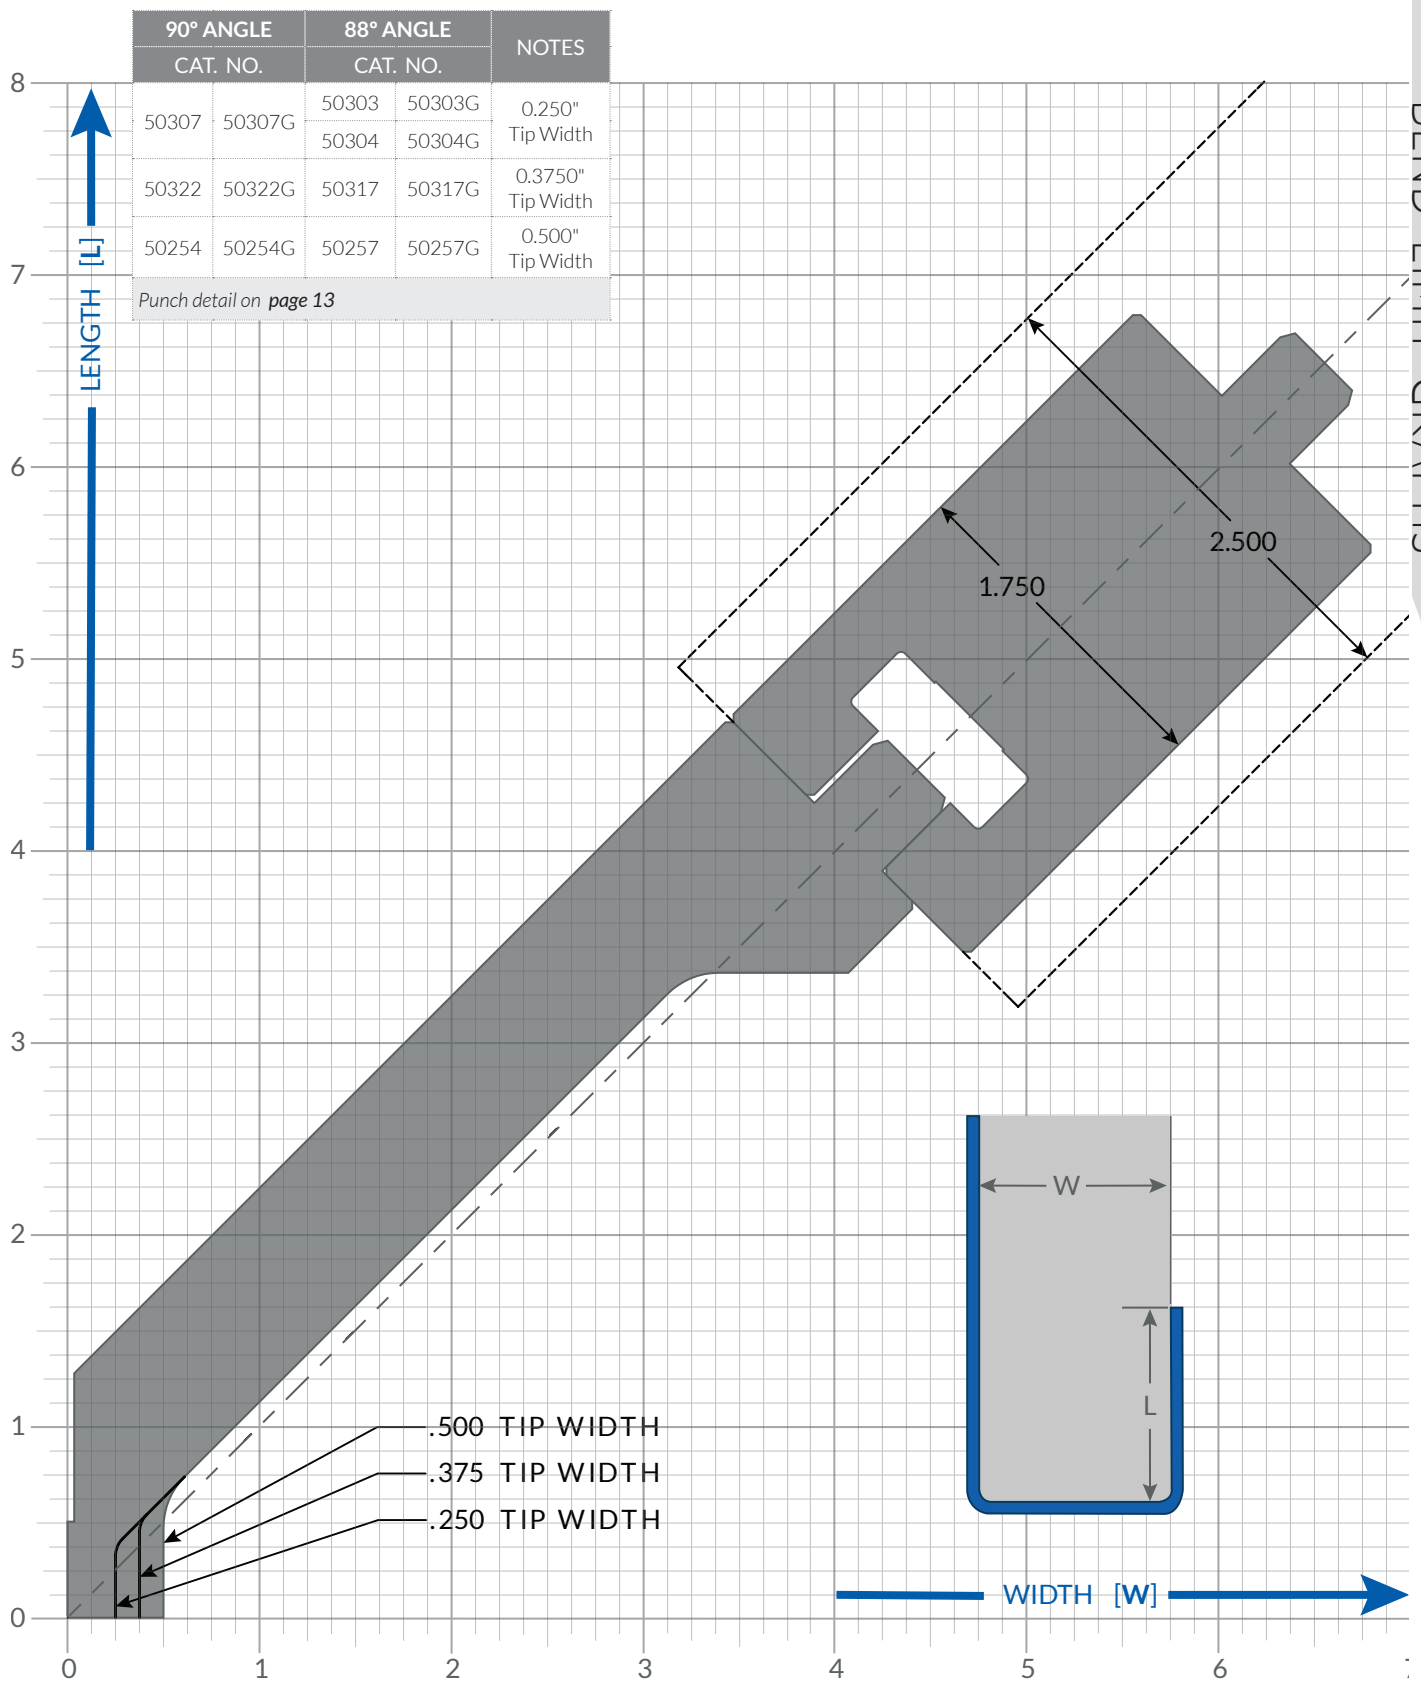 90° ANGLE 88° ANGLE NOTES
CAT. NO. CAT. NO.
50307 50307G 50303 50303G 0.250"
Tip Width
50304 50304G
50322 50322G 50317 50317G 0.3750"
Tip Width
50254 50254G 50257 50257G 0.500"
Tip Width
Punch detail on page 13
8
7
6
5
4
3
2
1
0
LENGTH [L]
2.500
1.750
W
L
.500 TIP WIDTH
.375 TIP WIDTH
.250 TIP WIDTH
WIDTH [W]
0 1 2 3 4 5 6